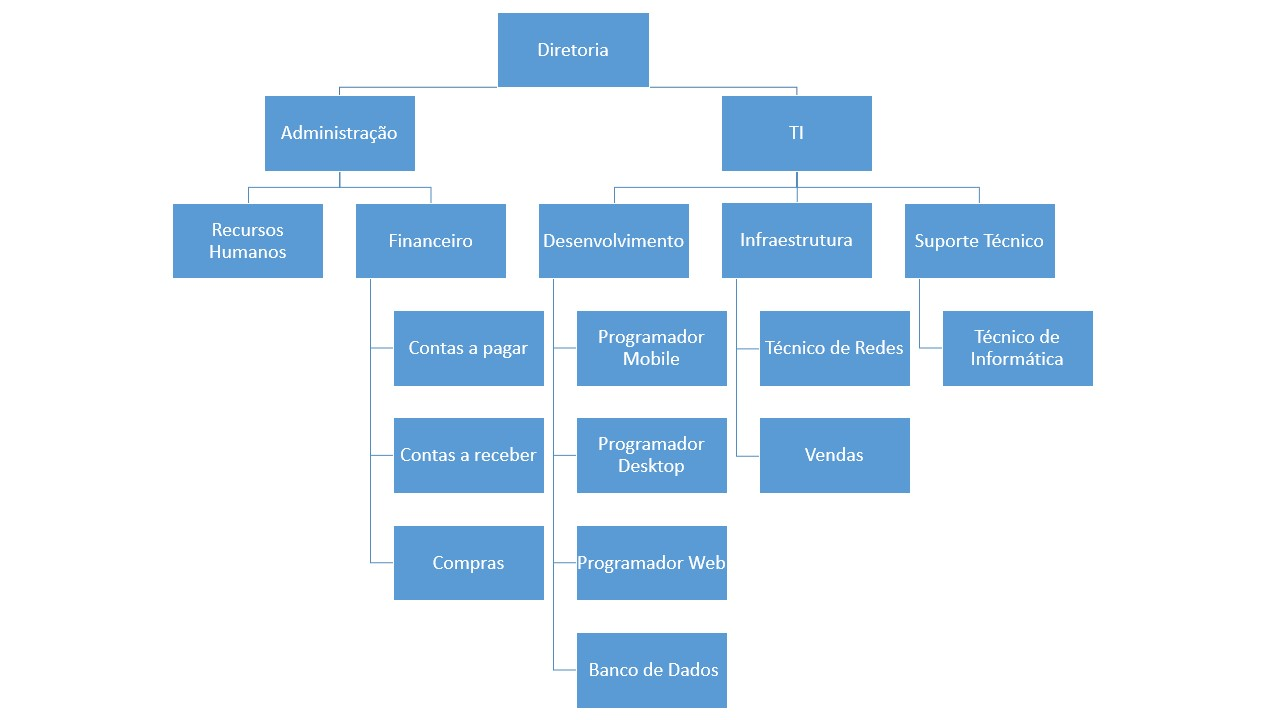 Diretoria
Administração
TI
Recursos
Humanos
Financeiro
Desenvolvimento
Infraestrutura
Suporte Técnico
Contas a pagar
Programador
Mobile
Técnico de Redes
Técnico de
Informática
Contas a receber
Programador
Desktop
Vendas
Compras
Programador Web
Banco de Dados